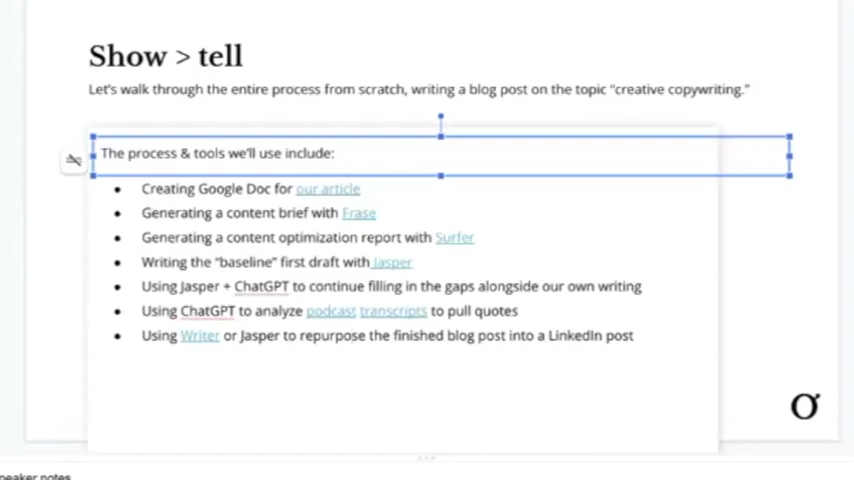 Show > tell
Let's walk through the entire process from scratch, writing a blog post on the topic "creative copywriting."
The process & tools we'll use include:
● Creating Google Doc for our article
● Generating a content brief with Frase
● Generating a content optimization report with Surfer
● Writing the “baseline” first draft with Jasper
● Using Jasper + ChatGPT to continue filling in the gaps alongside our own writing
● Using ChatGPT to analyze podcast transcripts to pull quotes
● Using Writer or Jasper to repurpose the finished blog post into a LinkedIn post
notes